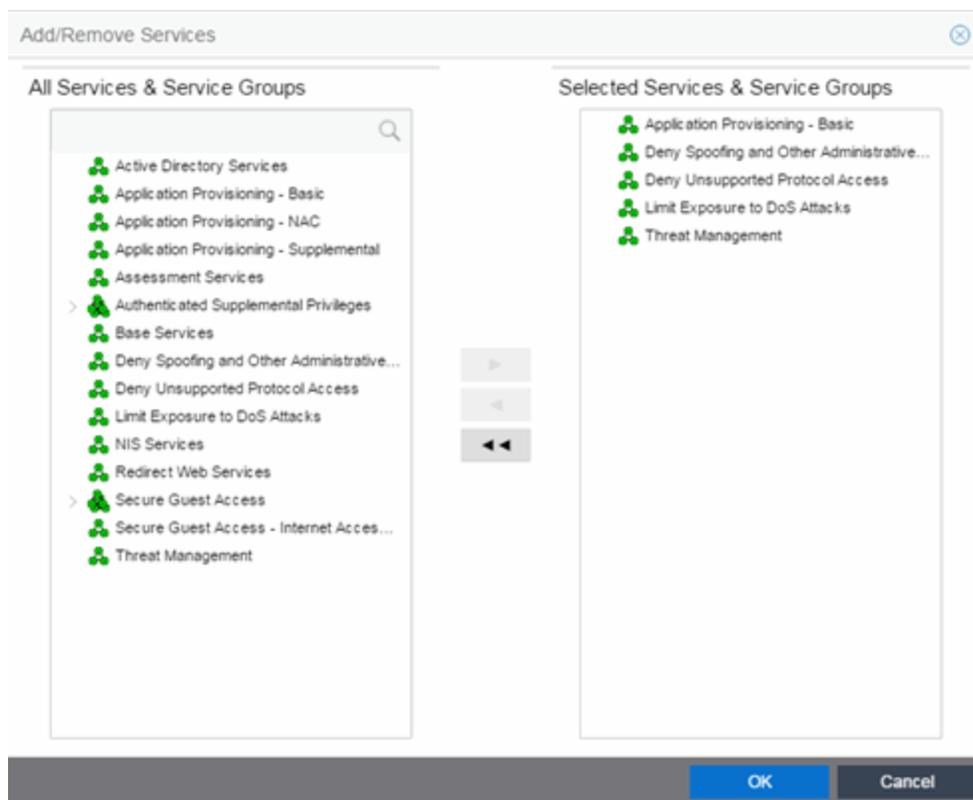 Add/Remove Services
All Services & Service Groups
Active Directory Services
Application Provisioning - Basic
Application Provisioning - NAC
Application Provisioning - Supplemental
Assessment Services
Authenticated Supplemental Privileges
Base Services
Deny Spoofing and Other Administrative...
Deny Unsupported Protocol Access
Limit Exposure to DoS Attacks
NIS Services
Redirect Web Services
Secure Guest Access
Secure Guest Access - Internet Acces...
Threat Management
Selected Services & Service Groups
Application Provisioning - Basic
Deny Spoofing and Other Administrative...
Deny Unsupported Protocol Access
Limit Exposure to DoS Attacks
Threat Management
OK
Cancel